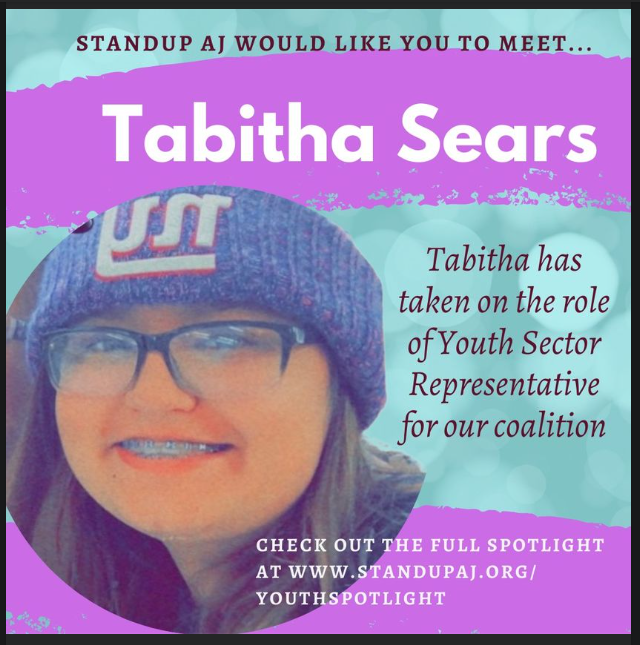 STANDUP AJ WOULD LIKE YOU TO MEET...
Tabitha Sears
Tabitha has
taken on the role
of Youth Sector
Representative
for our coalition
CHECK OUT THE FULL SPOTLIGHT
AT WWW.STANDUPAJ.ORG/
YOUTHSPOTLIGHT